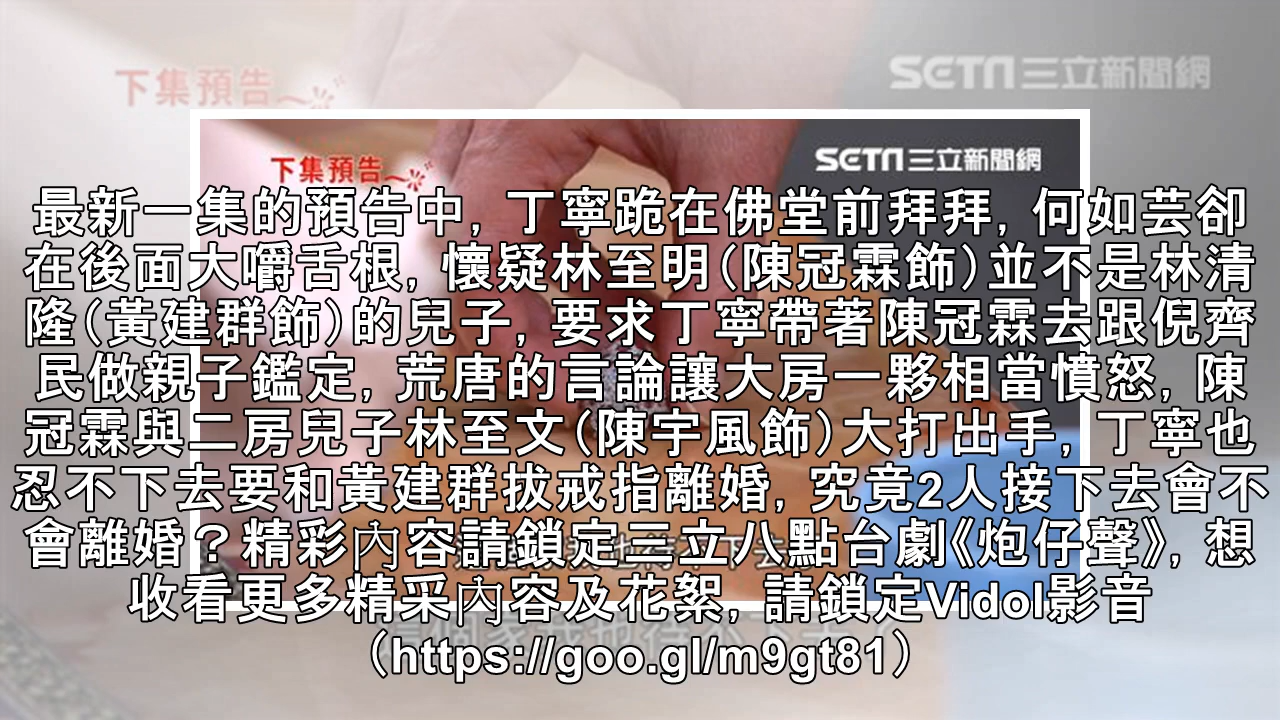 下集預告
SETN三立新聞網
下集預告
SETN三立新聞網
最新一集的預告中，丁寧跪在佛堂前拜拜，何如芸卻
在後面大嚼舌根，懷疑林至明（陳冠霖飾）並不是林清
隆（黃建群飾）的兒子，要求丁寧帶著陳冠霖去跟倪齊
民做親子鑑定，荒唐的言論讓大房一夥相當憤怒，陳
冠霖與二房兒子林至文（陳宇風飾）大打出手，丁寧也
忍不下去要和黃建群拔戒指離婚，究竟2人接下去會不
會離婚？精彩內容請鎖定三立八點台劇《炮仔聲》，想
收看更多精采內容及花絮，請鎖定Vidol影音
（https://goo.gl/m9gt81）